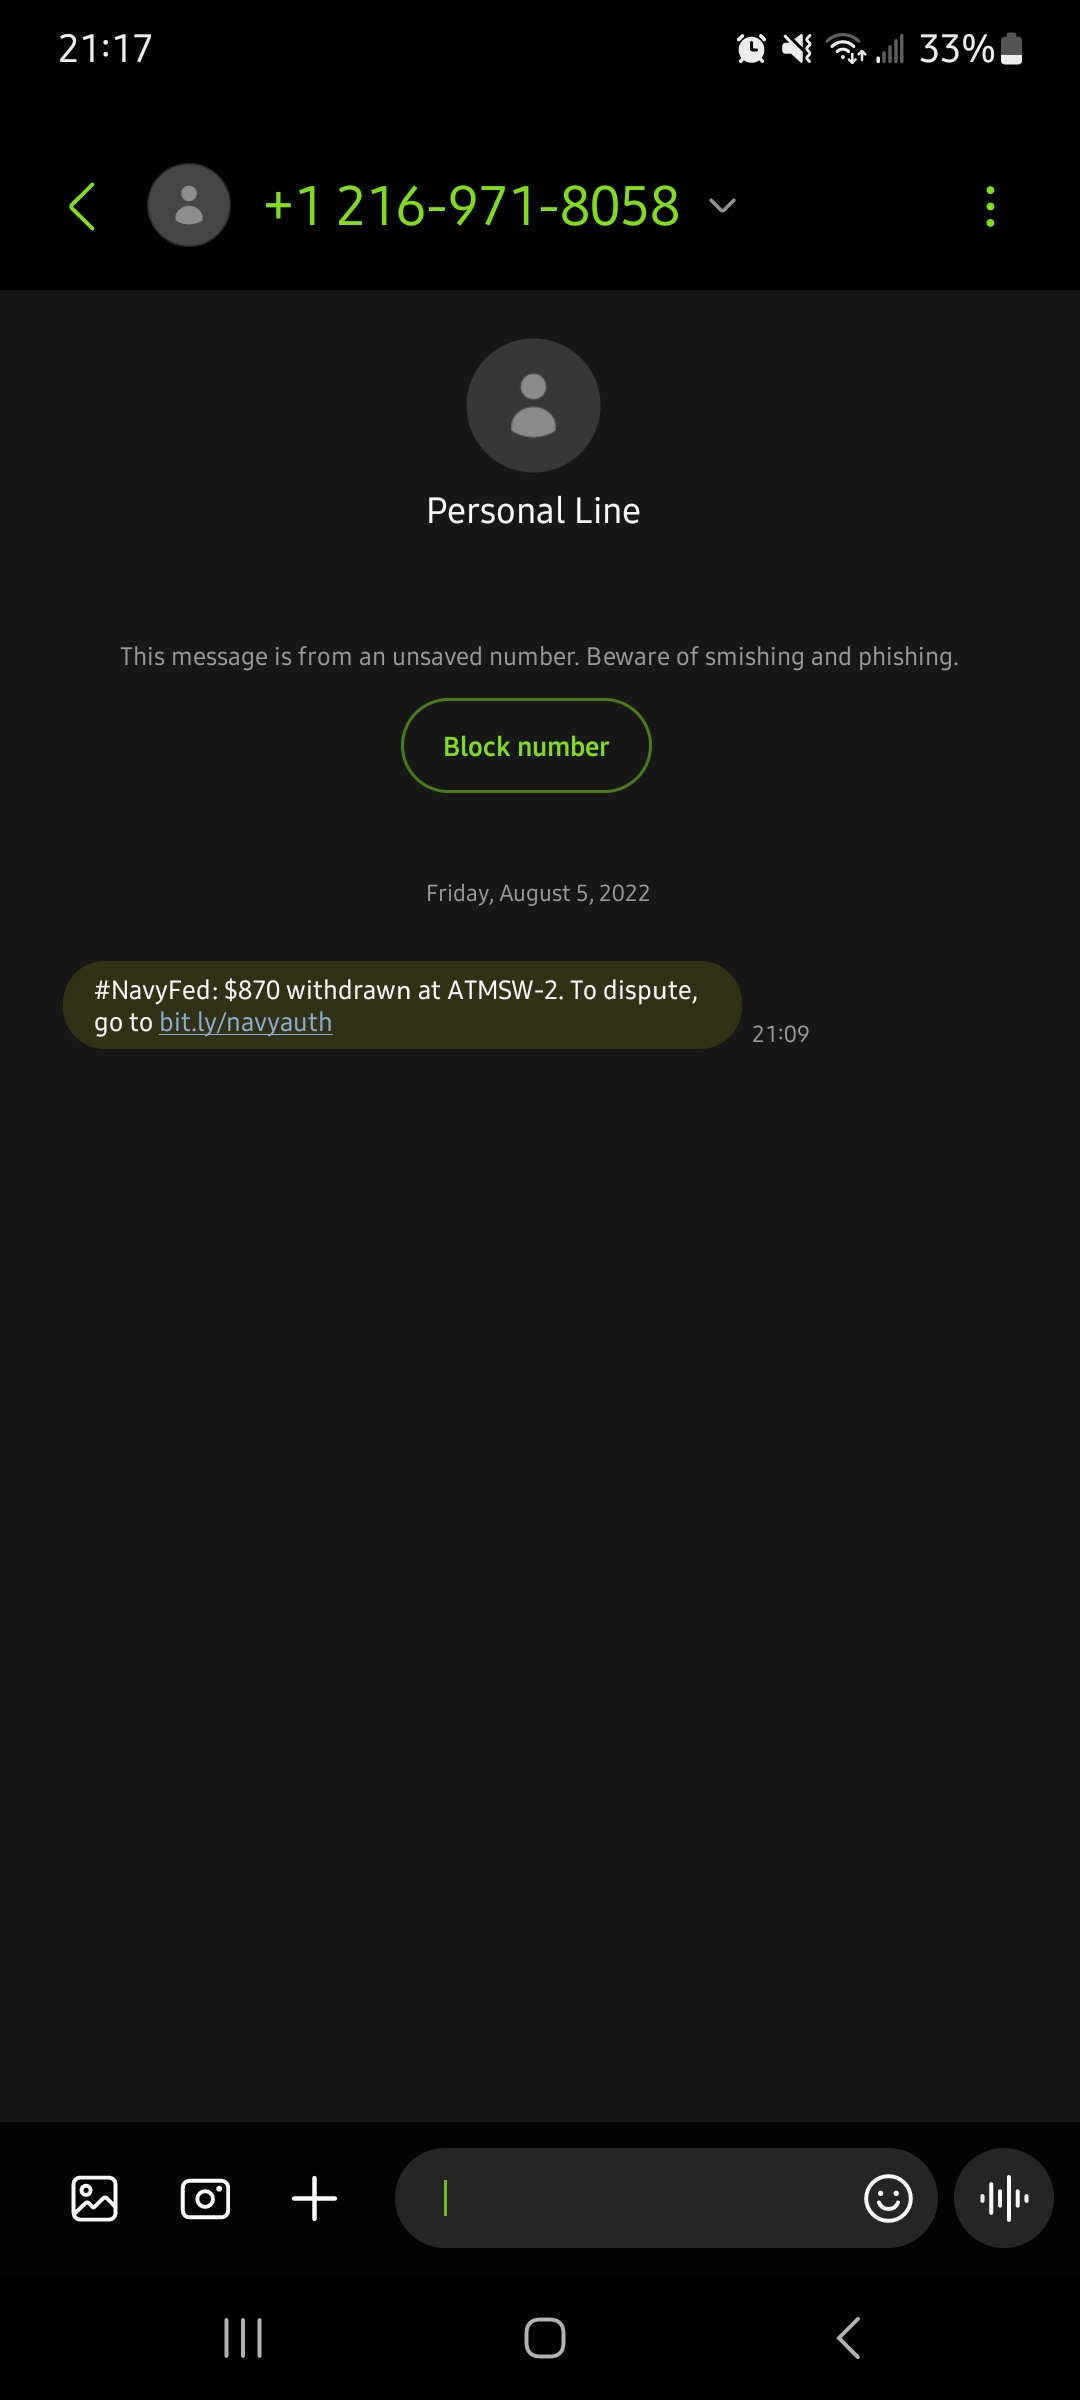 21:17
33%
+1 216-971-8058
Personal Line
This message is from an unsaved number. Beware of smishing and phishing.
Block number
Friday, August 5, 2022
#NavyFed: $870 withdrawn at ATMSW-2. To dispute,
go to bit.ly/navyauth
21:09